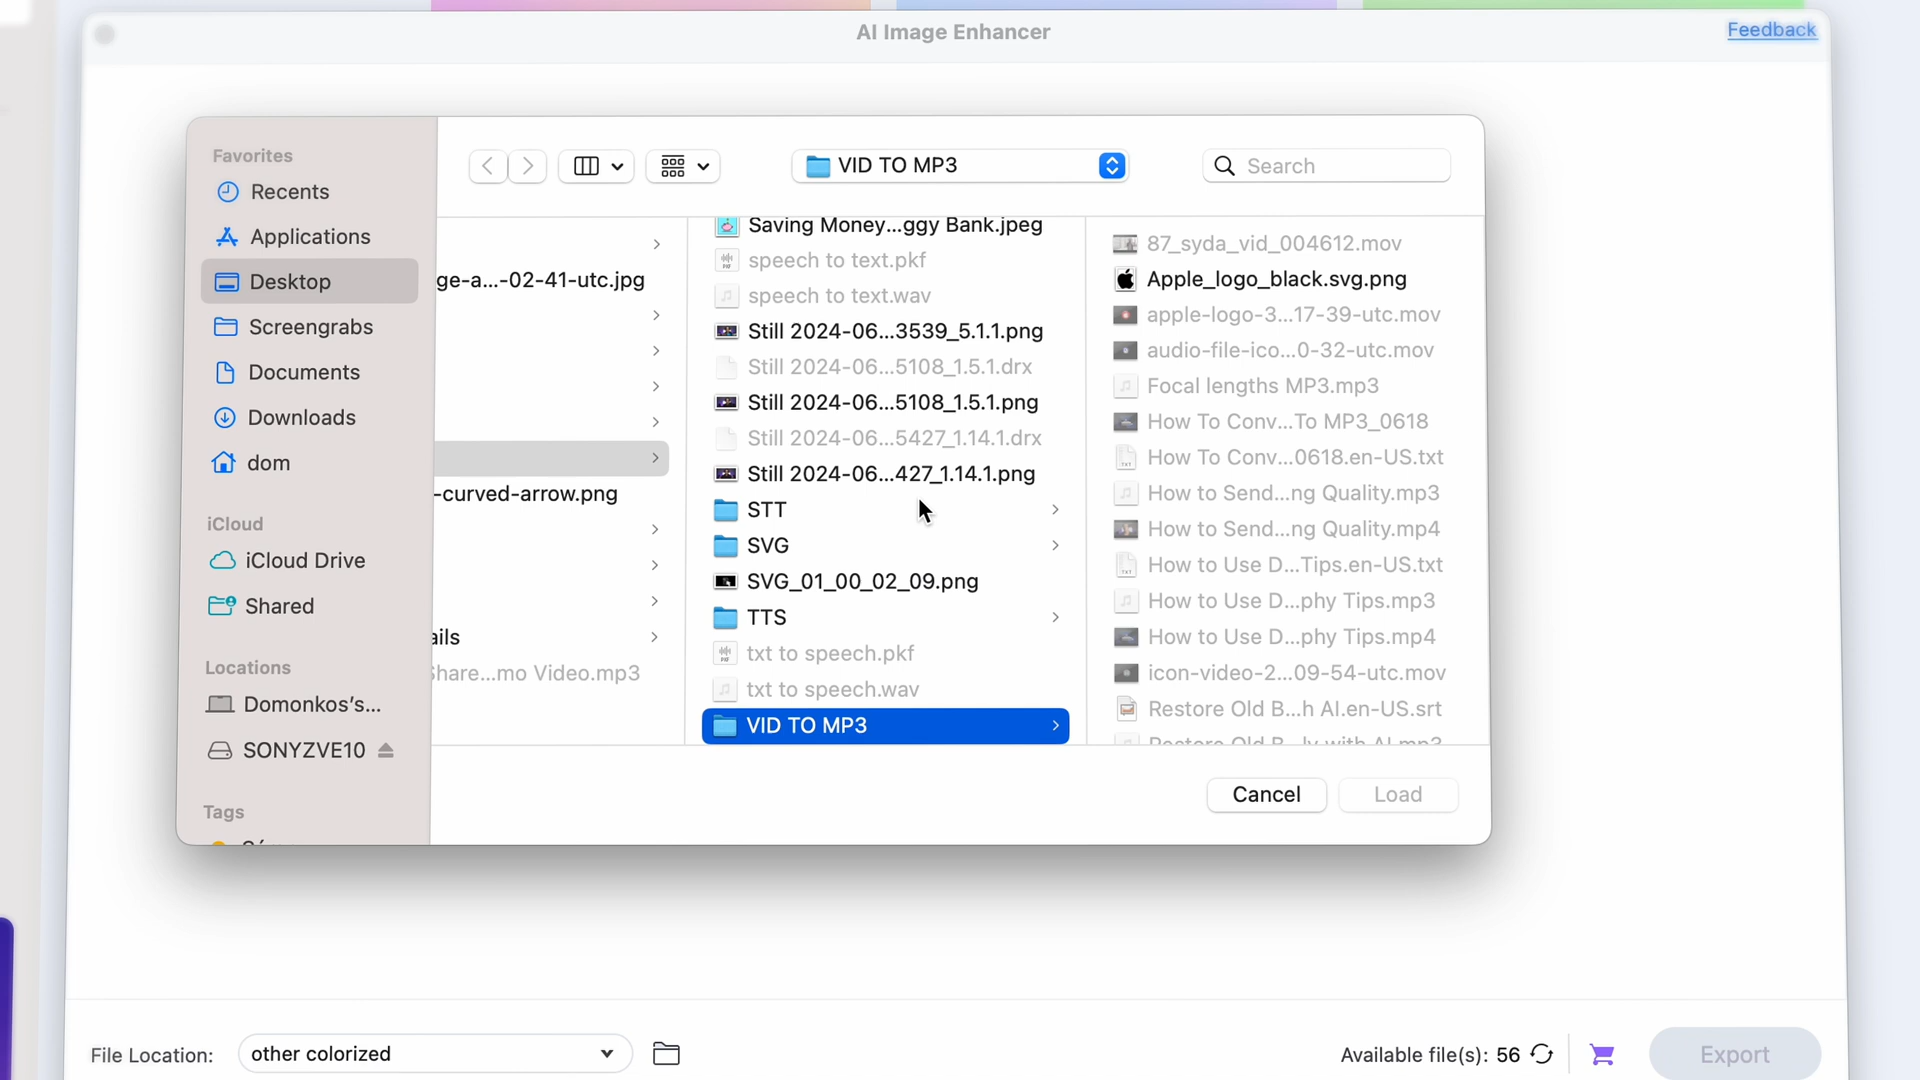 AI Image Enhancer
Feedback
Favorites
Recents
Applications
Desktop
Screengrabs
Documents
Downloads
dom
iCloud
iCloud Drive
Shared
Locations
Domonkos's...
SONYZVE10
Tags
VID TO MP3
Search
ge-a...-02-41-utc.jpg
-curved-arrow.png
ails
Share...mo Video.mp3
Saving Money...ggy Bank.jpeg
speech to text.pkf
speech to text.wav
Still 2024-06...3539_5.1.1.png
Still 2024-06...5108_1.5.1.drx
Still 2024-06...5108_1.5.1.png
Still 2024-06...5427_1.14.1.drx
Still 2024-06...427_1.14.1.png
STT
SVG
SVG_01_00_02_09.png
TTS
txt to speech.pkf
txt to speech.wav
VID TO MP3
87_syda_vid_004612.mov
Apple_logo_black.svg.png
apple-logo-3...17-39-utc.mov
audio-file-ico...0-32-utc.mov
Focal lengths MP3.mp3
How To Conv...To MP3_0618
How To Conv...0618.en-US.txt
How to Send...ng Quality.mp3
How to Send...ng Quality.mp4
How to Use D...Tips.en-US.txt
How to Use D...phy Tips.mp3
How to Use D...phy Tips.mp4
icon-video-2...09-54-utc.mov
Restore Old B...h AI.en-US.srt
Restore Old B...ly with AI.mp3
Cancel
Load
File Location:
other colorized
Available file(s): 56
Export